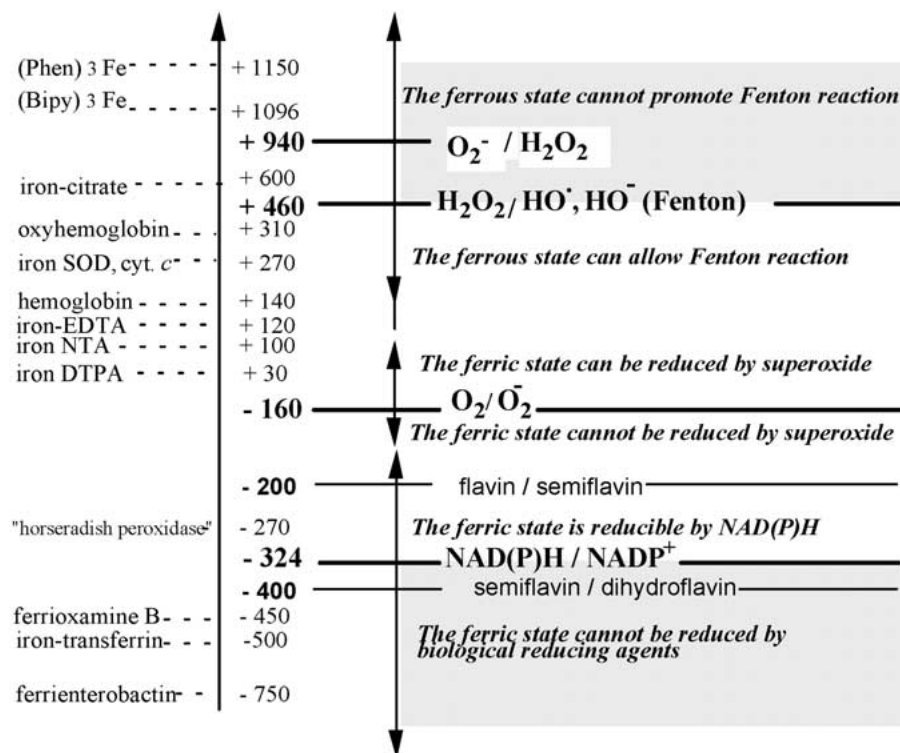 (Phen) 3 Fe + 1150
(Bipy) 3 Fe + 1096
The ferrous state cannot promote Fenton reaction
+ 940 O₂⁻ / H₂O₂
iron-citrate + 600
+ 460 H₂O₂/ HO˙, HO⁻ (Fenton)
oxyhemoglobin + 310
iron SOD, cyt. c + 270
The ferrous state can allow Fenton reaction
hemoglobin + 140
iron-EDTA + 120
iron NTA + 100
iron DTPA + 30
The ferric state can be reduced by superoxide
- 160 O₂/ O₂⁻
The ferric state cannot be reduced by superoxide
- 200 flavin / semiflavin
"horseradish peroxidase" - 270
The ferric state is reducible by NAD(P)H
- 324 NAD(P)H / NADP⁺
- 400 semiflavin / dihydroflavin
ferrioxamine B - 450
iron-transferrin -500
The ferric state cannot be reduced by
biological reducing agents
ferrienterobactin - 750